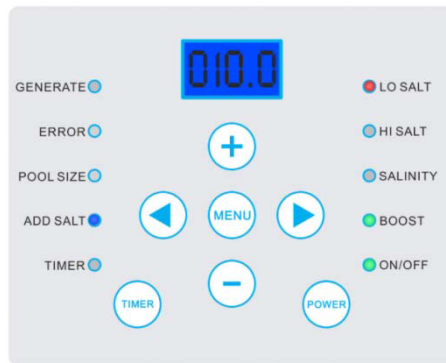 010.0
GENERATE
LO SALT
ERROR
+
HI SALT
POOL SIZE
SALINITY
ADD SALT
MENU
BOOST
TIMER
−
ON/OFF
TIMER
POWER